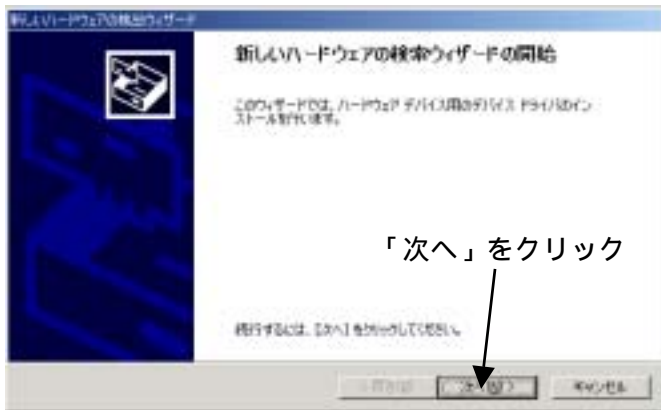 新しいハードウェアの検出ウィザード
新しいハードウェアの検索ウィザードの開始
このウィザードでは、ハードウェア デバイス用のデバイス ドライバのイン
ストールを行います。
「次へ」をクリック
続行するには、[次へ] をクリックしてください。
< 戻る(B)
次へ(N) >
キャンセル